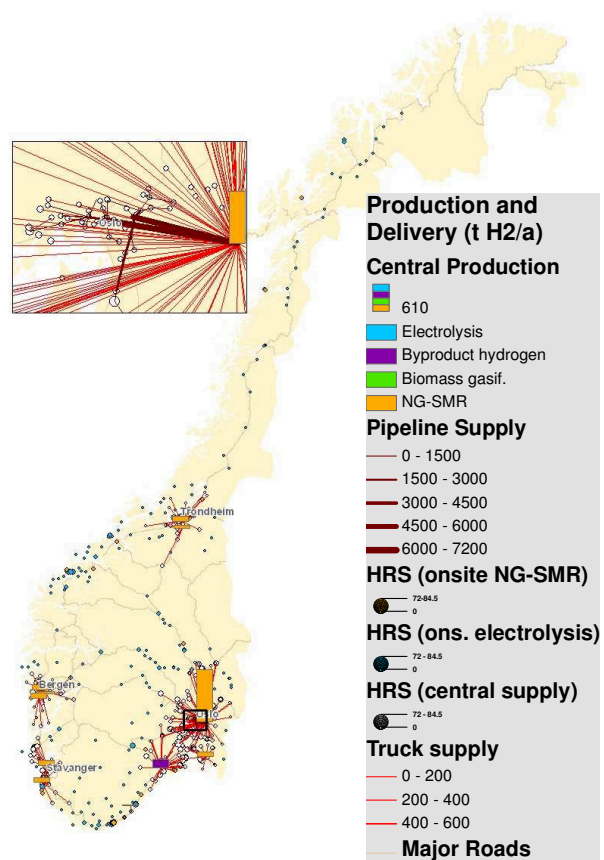 Oslo
Trondheim
Bergen
Oslo
Stavanger
Production and
Delivery (t H2/a)
Central Production
610
Electrolysis
Byproduct hydrogen
Biomass gasif.
NG-SMR
Pipeline Supply
0 - 1500
1500 - 3000
3000 - 4500
4500 - 6000
6000 - 7200
HRS (onsite NG-SMR)
72-84.5
0
HRS (ons. electrolysis)
72 - 84.5
0
HRS (central supply)
72 - 84.5
0
Truck supply
0 - 200
200 - 400
400 - 600
Major Roads